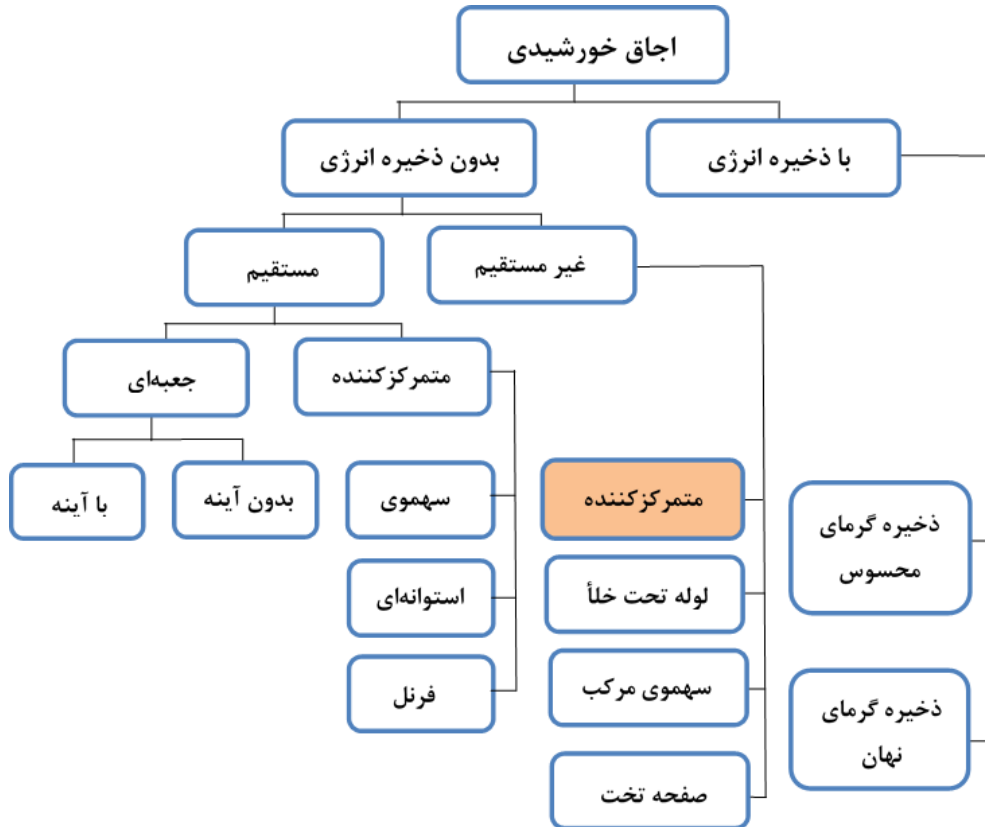 اجاق خورشیدی
با ذخیره انرژی
بدون ذخیره انرژی
غیر مستقیم
مستقیم
متمرکزکننده
جعبه‌ای
بدون آینه
با آینه
سهموی
استوانه‌ای
فرنل
متمرکزکننده
لوله تحت خلأ
سهموی مرکب
صفحه تخت
ذخیره گرمای
محسوس
ذخیره گرمای
نهان